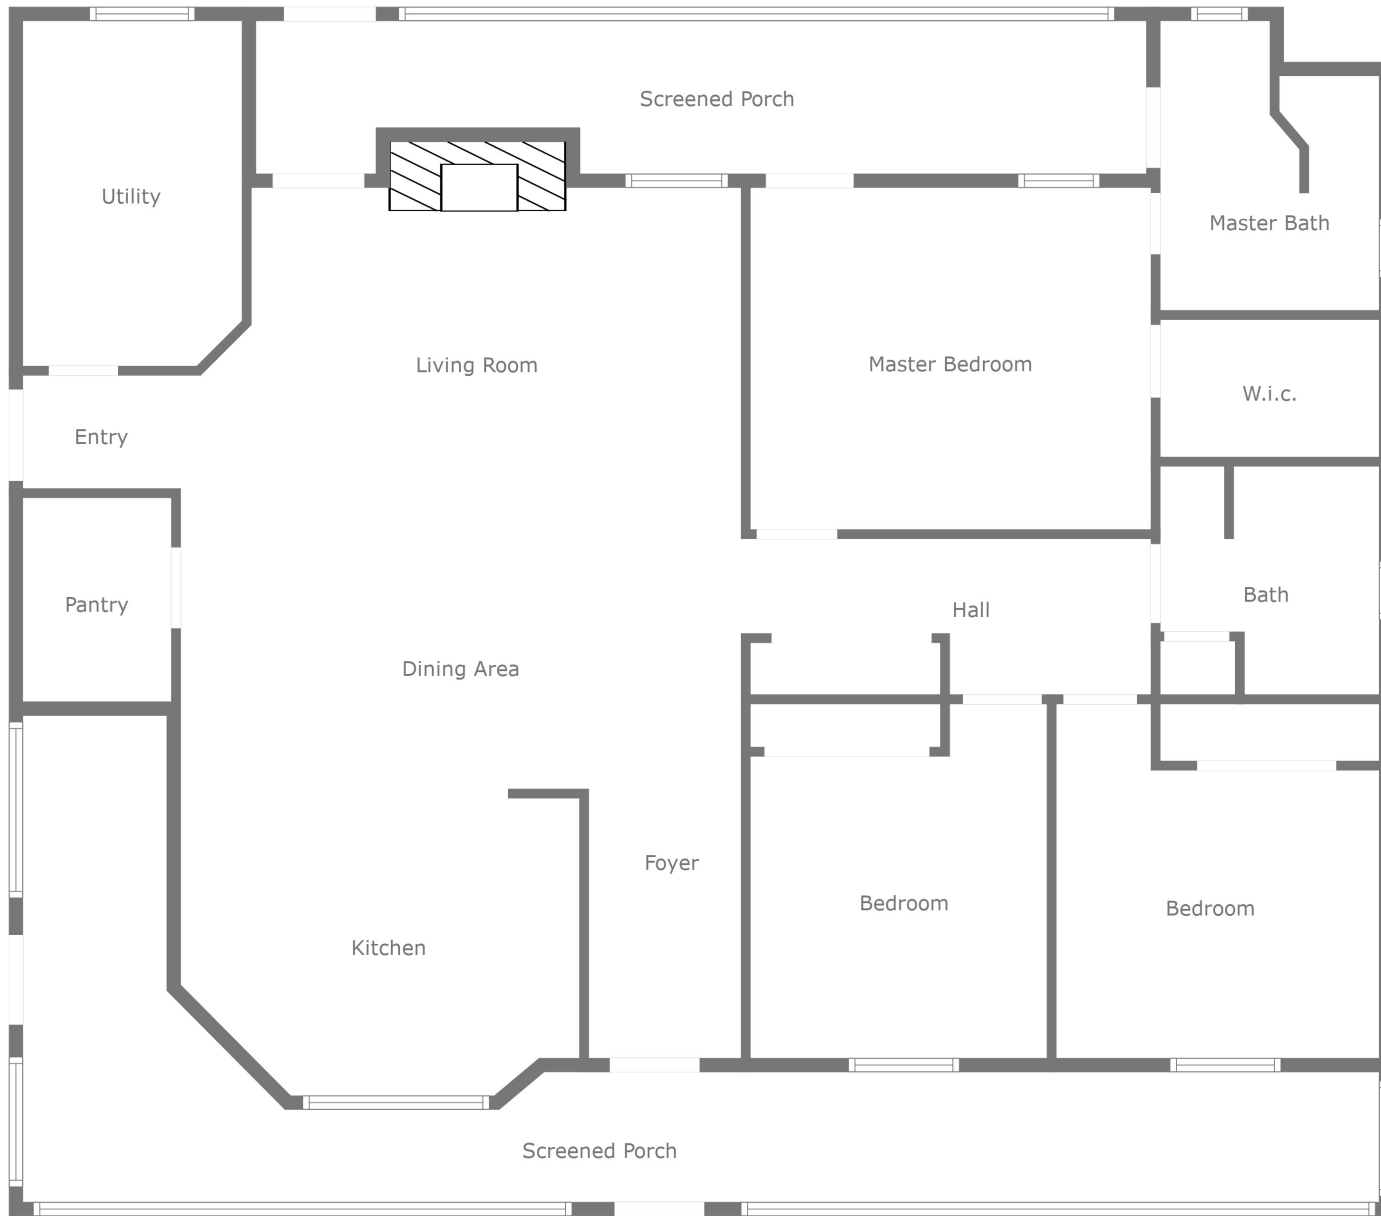 Screened Porch
Utility
Master Bath
Living Room
Master Bedroom
W.i.c.
Entry
Pantry
Bath
Hall
Dining Area
Foyer
Bedroom
Bedroom
Kitchen
Screened Porch